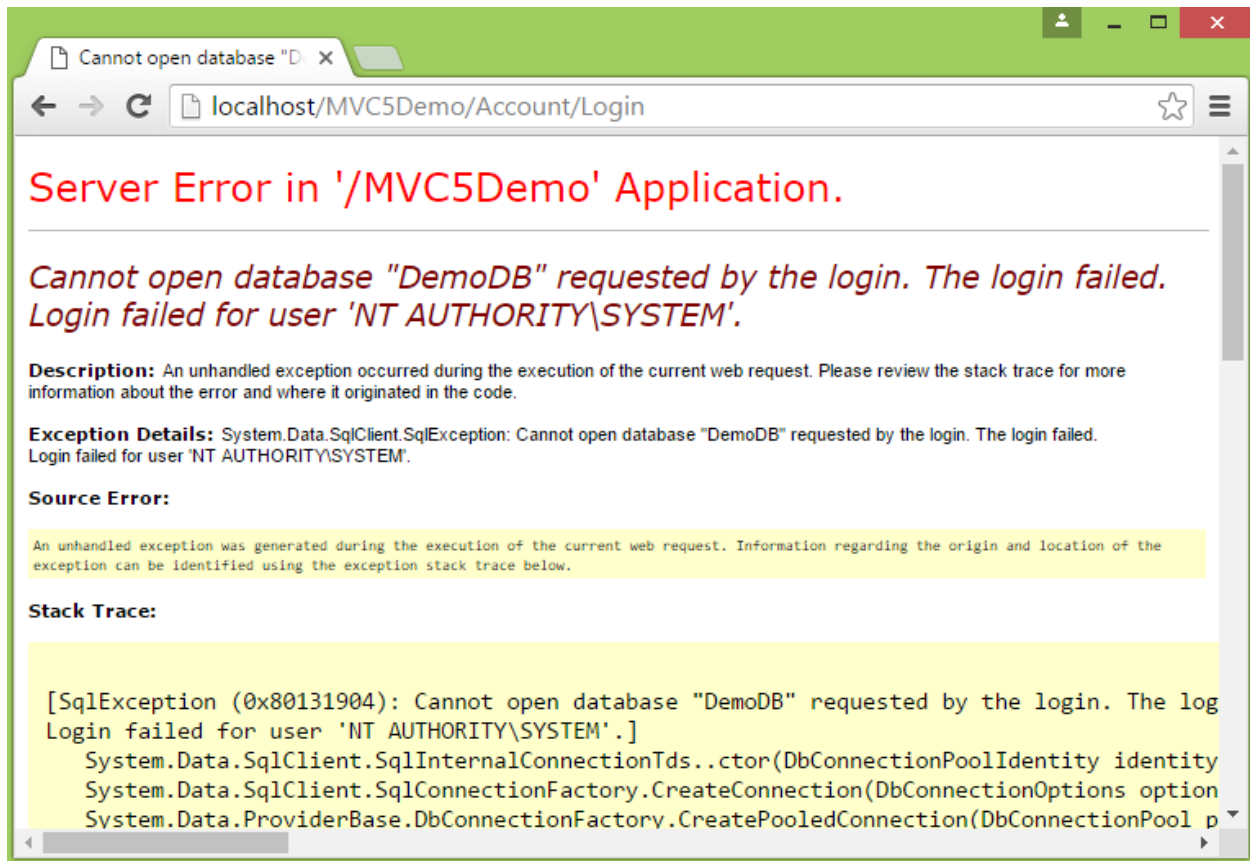 Cannot open database "D
localhost/MVC5Demo/Account/Login
Server Error in '/MVC5Demo' Application.
Cannot open database "DemoDB" requested by the login. The login failed.
Login failed for user 'NT AUTHORITY\SYSTEM'.
Description: An unhandled exception occurred during the execution of the current web request. Please review the stack trace for more
information about the error and where it originated in the code.
Exception Details: System.Data.SqlClient.SqlException: Cannot open database "DemoDB" requested by the login. The login failed.
Login failed for user 'NT AUTHORITY\SYSTEM'.
Source Error:
An unhandled exception was generated during the execution of the current web request. Information regarding the origin and location of the
exception can be identified using the exception stack trace below.
Stack Trace:
[SqlException (0x80131904): Cannot open database "DemoDB" requested by the login. The log
Login failed for user 'NT AUTHORITY\SYSTEM'.]
System.Data.SqlClient.SqlInternalConnectionTds..ctor(DbConnectionPoolIdentity identity
System.Data.SqlClient.SqlConnectionFactory.CreateConnection(DbConnectionOptions option
System.Data.ProviderBase.DbConnectionFactory.CreatePooledConnection(DbConnectionPool p